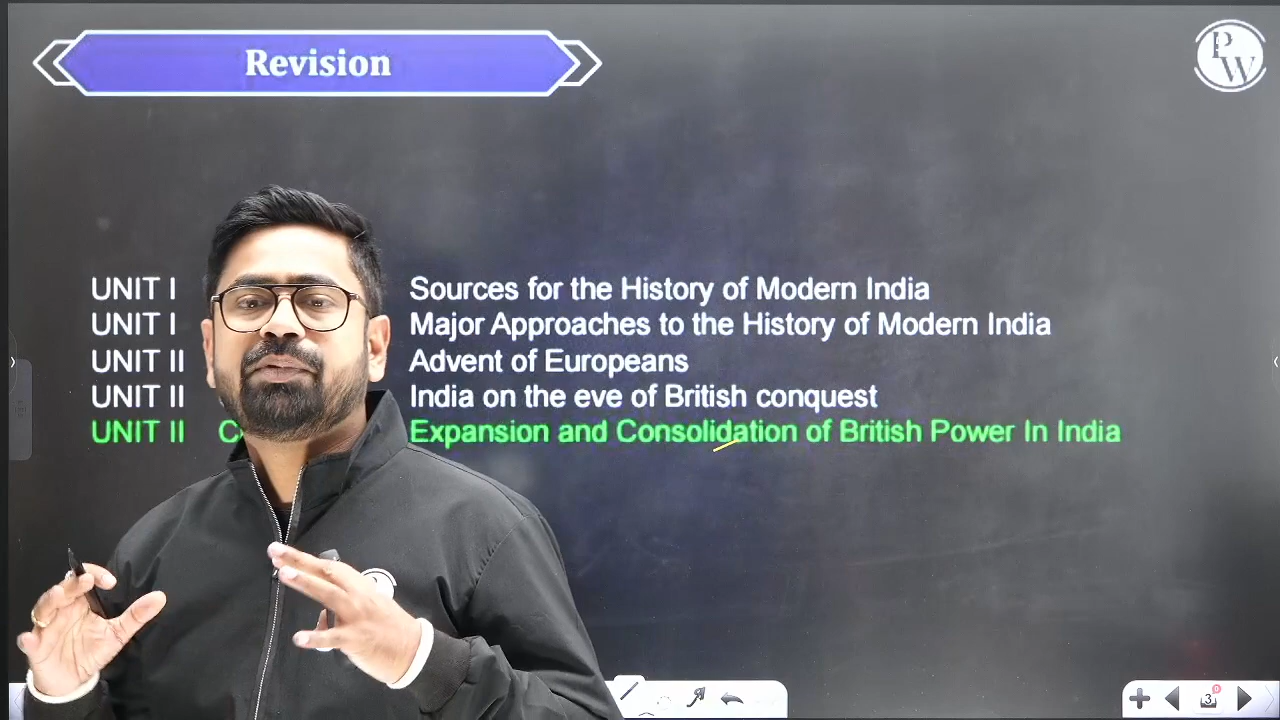 Revision
PW
UNIT I Sources for the History of Modern India
UNIT I Major Approaches to the History of Modern India
UNIT II Advent of Europeans
UNIT II India on the eve of British conquest
UNIT II Expansion and Consolidation of British Power In India
3